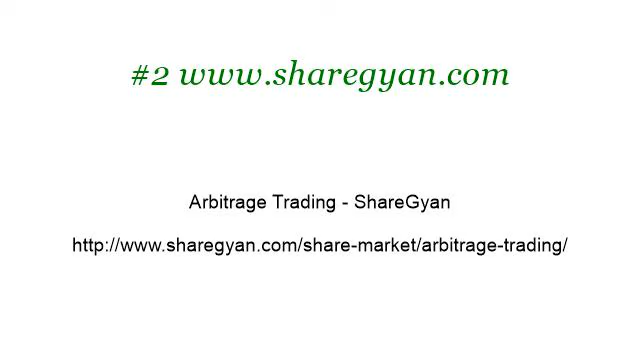 #2 www.sharegyan.com
Arbitrage Trading - ShareGyan
http://www.sharegyan.com/share-market/arbitrage-trading/